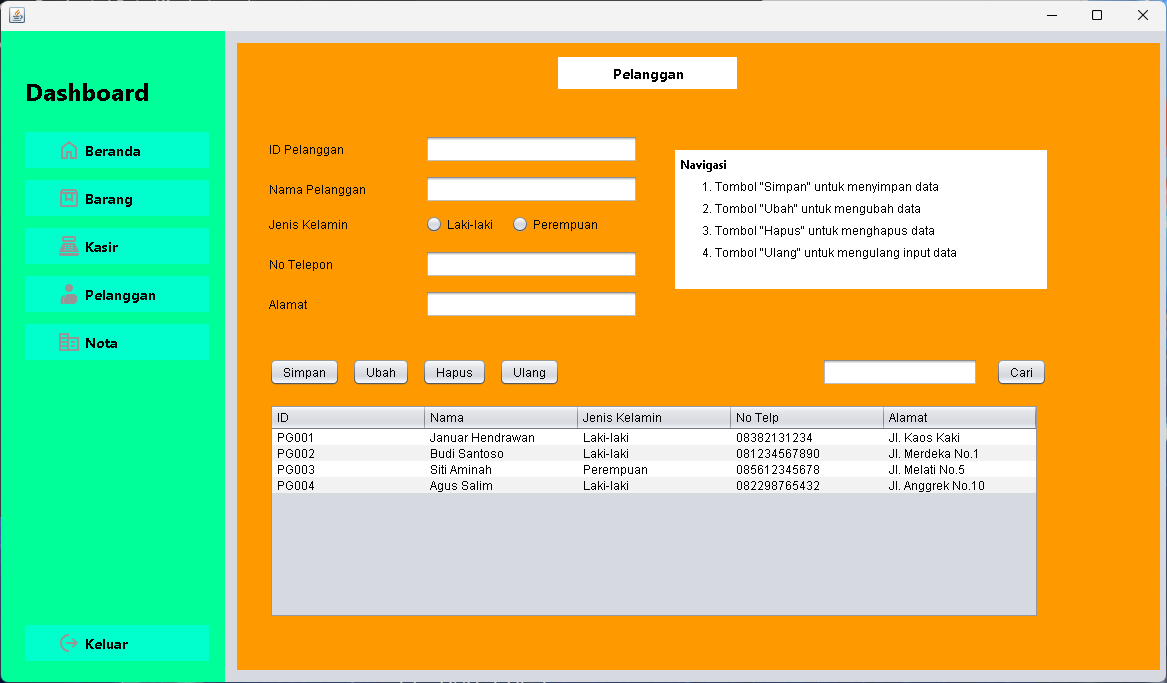 Dashboard
Beranda
Barang
Kasir
Pelanggan
Nota
Keluar
Pelanggan
ID Pelanggan
Nama Pelanggan
Jenis Kelamin Laki-laki Perempuan
No Telepon
Alamat
Navigasi
1. Tombol "Simpan" untuk menyimpan data
2. Tombol "Ubah" untuk mengubah data
3. Tombol "Hapus" untuk menghapus data
4. Tombol "Ulang" untuk mengulang input data
Simpan Ubah Hapus Ulang Cari
ID Nama Jenis Kelamin No Telp Alamat
PG001 Januar Hendrawan Laki-laki 08382131234 Jl. Kaos Kaki
PG002 Budi Santoso Laki-laki 081234567890 Jl. Merdeka No.1
PG003 Siti Aminah Perempuan 085612345678 Jl. Melati No.5
PG004 Agus Salim Laki-laki 082298765432 Jl. Anggrek No.10